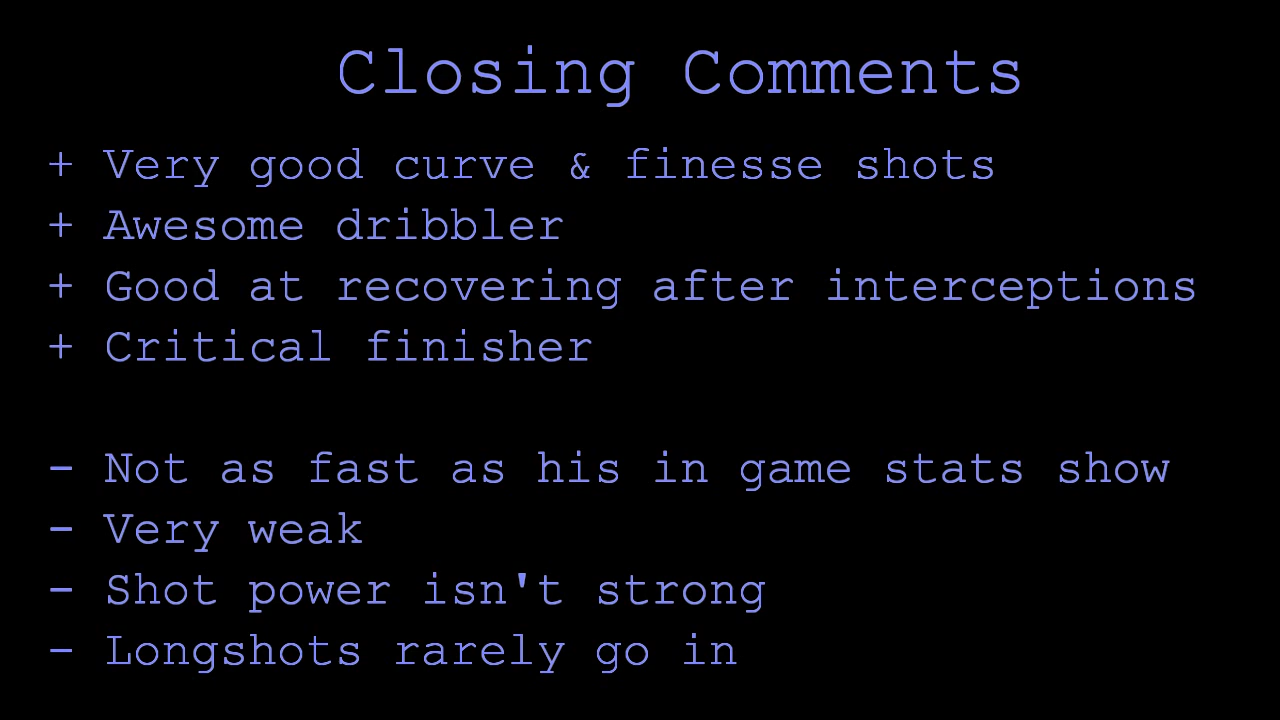 Closing Comments
+ Very good curve & finesse shots
+ Awesome dribbler
+ Good at recovering after interceptions
+ Critical finisher
- Not as fast as his in game stats show
- Very weak
- Shot power isn't strong
- Longshots rarely go in